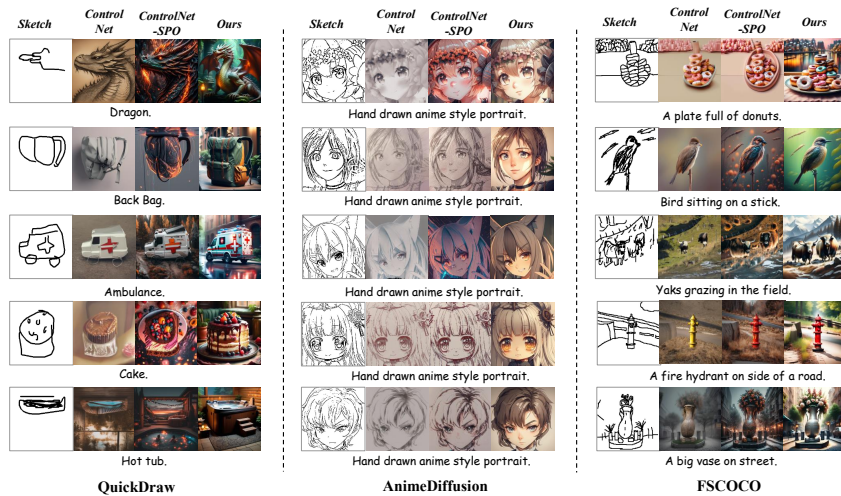 Sketch Control Net ControlNet -SPO Ours
Dragon.
Back Bag.
Ambulance.
Cake.
Hot tub.
QuickDraw
Sketch Control Net ControlNet -SPO Ours
Hand drawn anime style portrait.
Hand drawn anime style portrait.
Hand drawn anime style portrait.
Hand drawn anime style portrait.
Hand drawn anime style portrait.
AnimeDiffusion
Sketch Control Net ControlNet -SPO Ours
A plate full of donuts.
Bird sitting on a stick.
Yaks grazing in the field.
A fire hydrant on side of a road.
A big vase on street.
FSCOCO